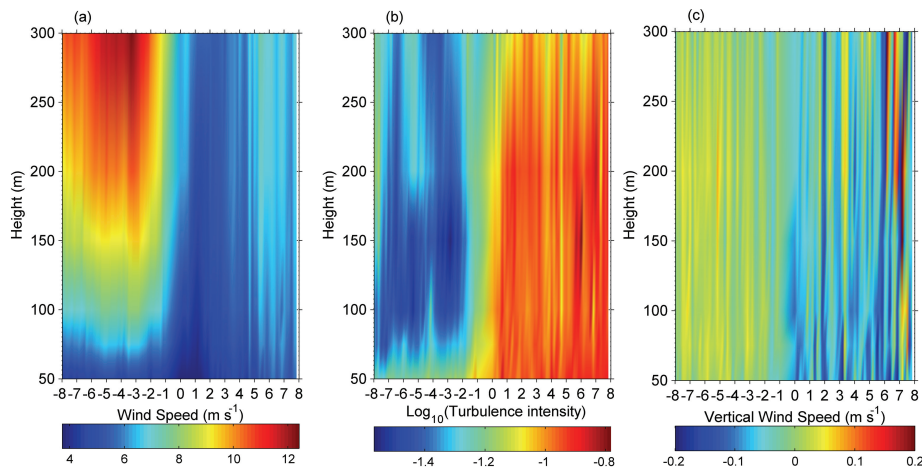 (a)
300
250
200
150
100
50
Height (m)
-8 -7 -6 -5 -4 -3 -2 -1 0 1 2 3 4 5 6 7 8
Wind Speed (m s-1)
4 6 8 10 12
(b)
300
250
200
150
100
50
Height (m)
-8 -7 -6 -5 -4 -3 -2 -1 0 1 2 3 4 5 6 7 8
Log10(Turbulence intensity)
-1.4 -1.2 -1 -0.8
(c)
300
250
200
150
100
50
Height (m)
-8 -7 -6 -5 -4 -3 -2 -1 0 1 2 3 4 5 6 7 8
Vertical Wind Speed (m s-1)
-0.2 -0.1 0 0.1 0.2